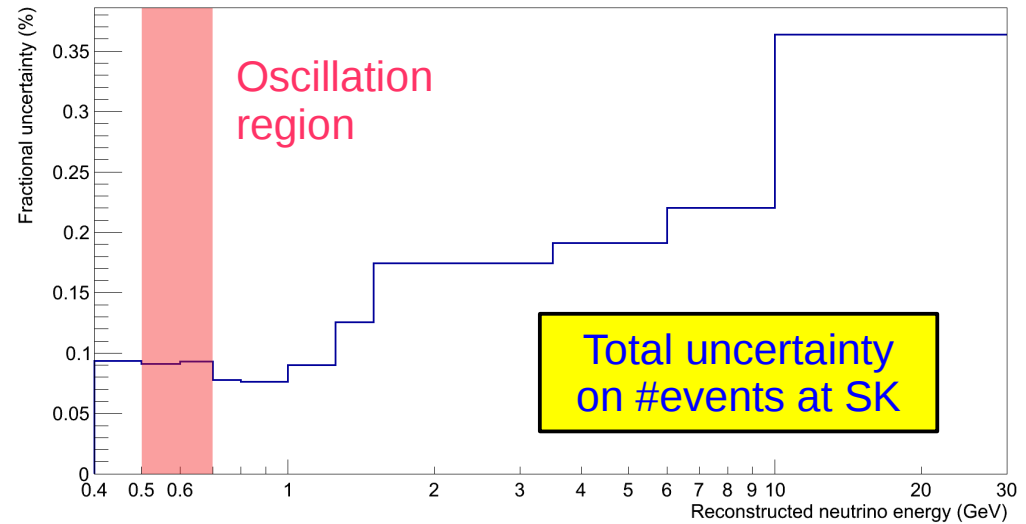 Fractional uncertainty (%)
0.35
0.3
0.25
0.2
0.15
0.1
0.05
0
Oscillation
region
Total uncertainty
on #events at SK
0.4 0.5 0.6 1 2 3 4 5 6 7 8 9 10 20 30
Reconstructed neutrino energy (GeV)